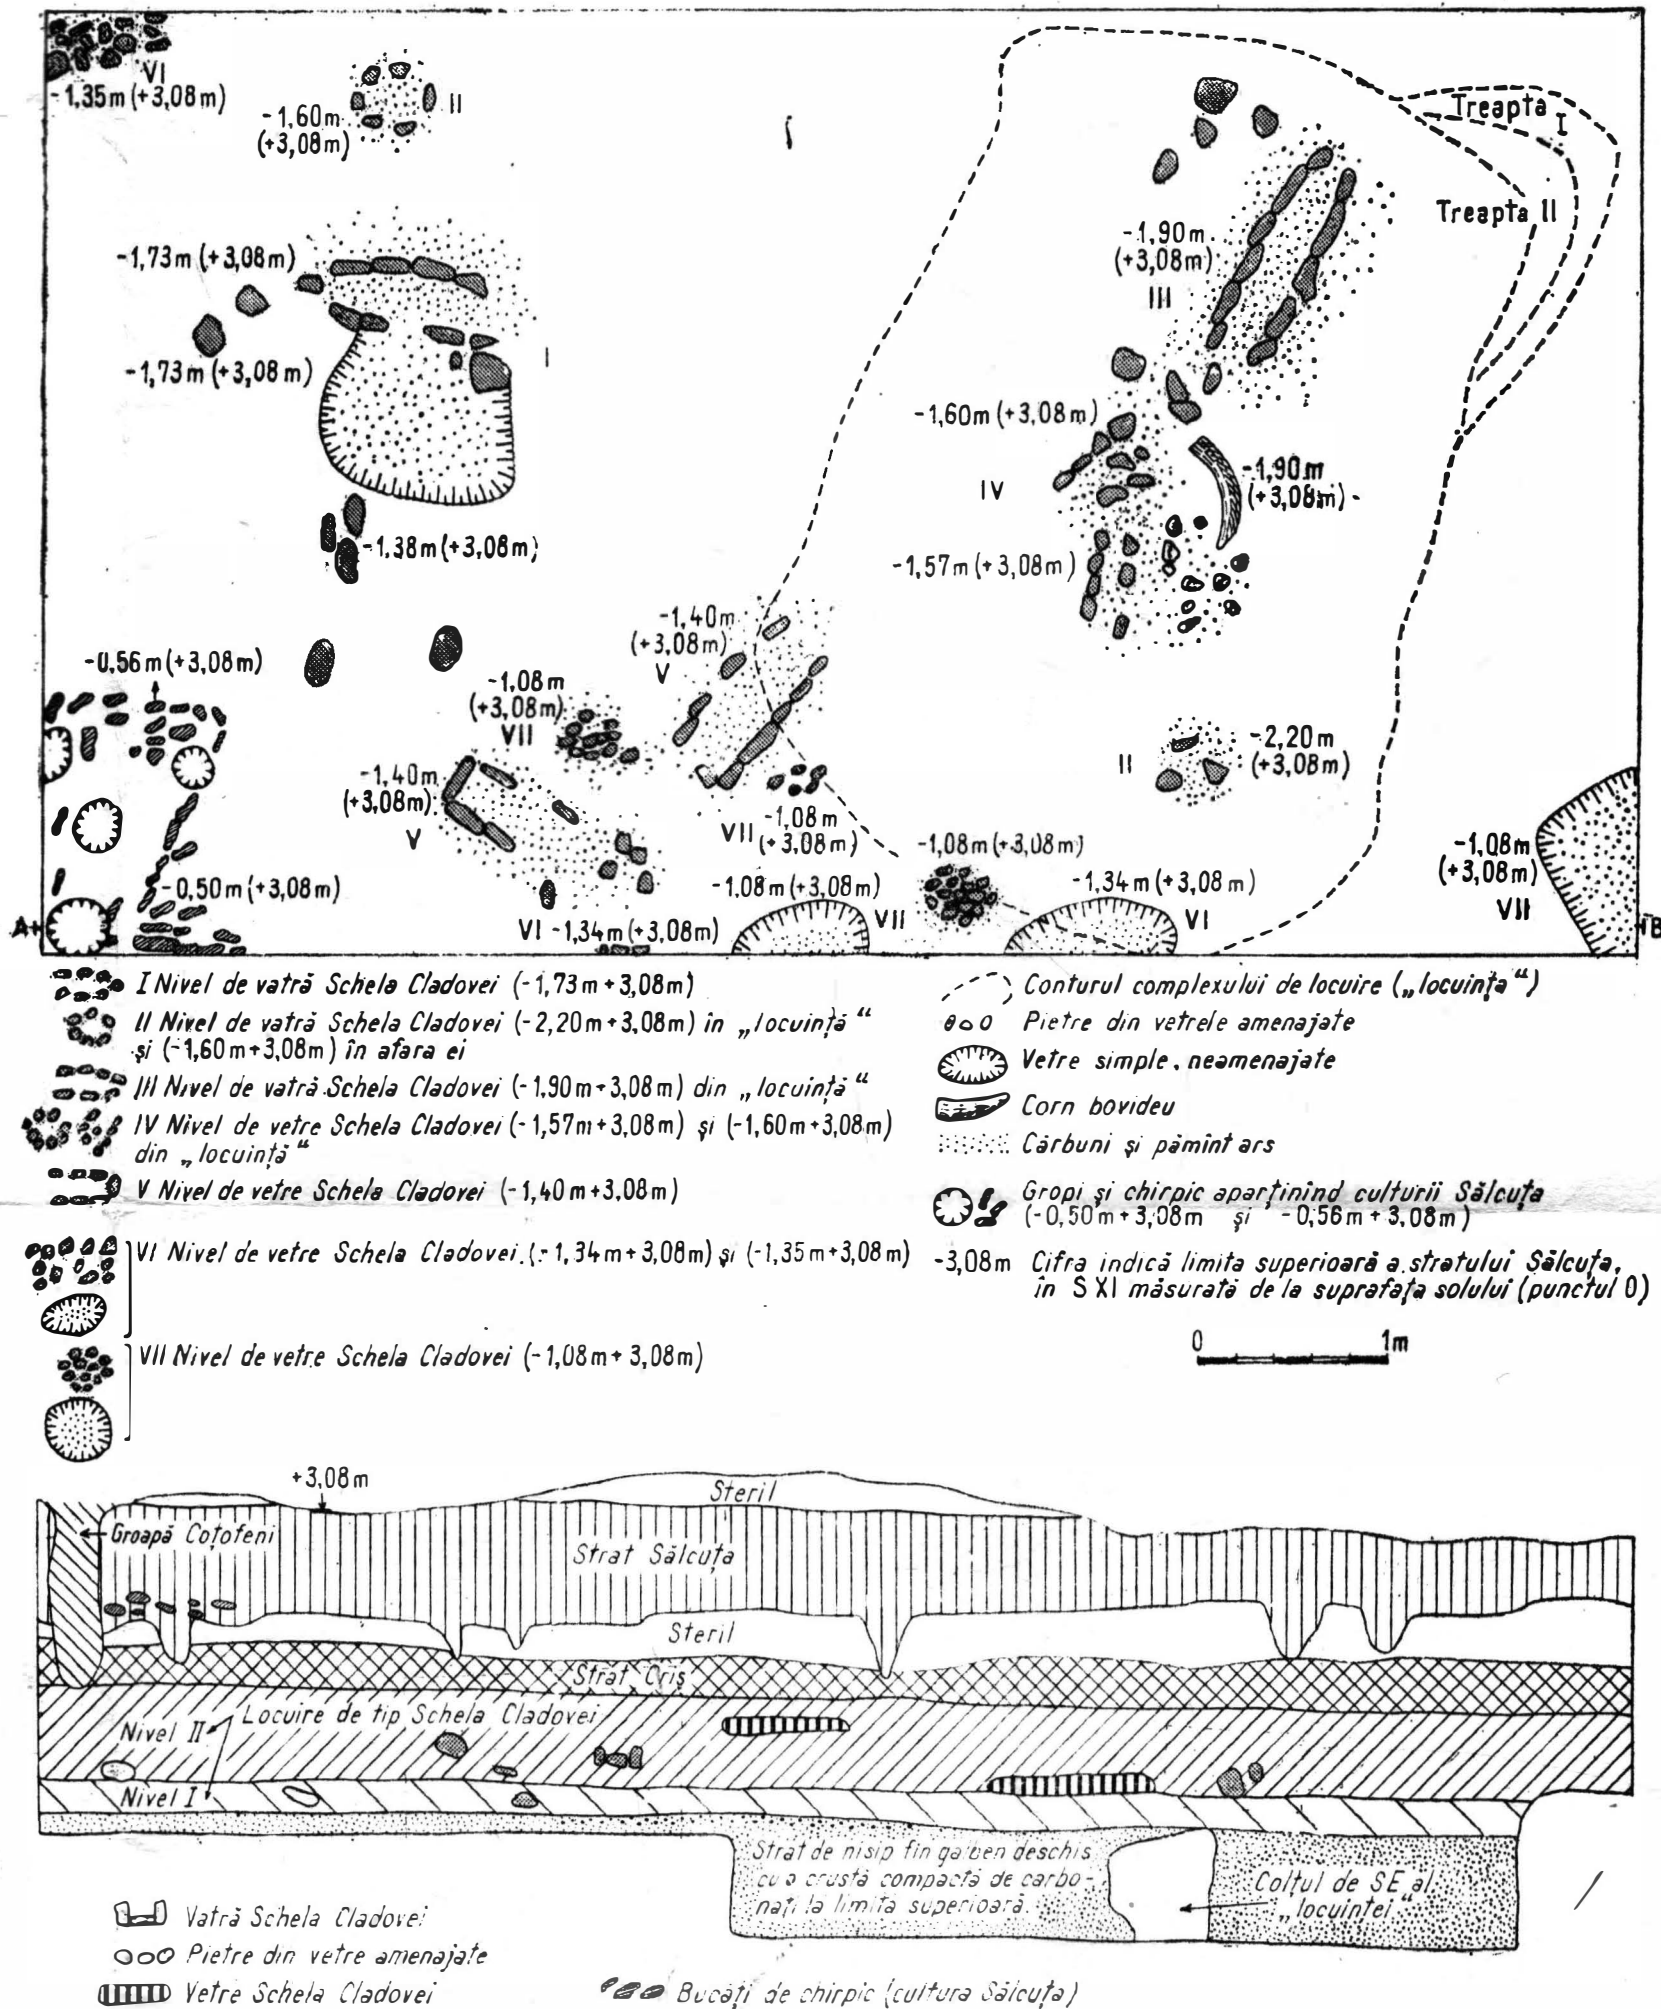 VI
-1,35m (+3,08m)
-1,60m
(+3,08m)
II
Treapta I
Treapta II
-1,73m (+3,08m)
-1,90m
(+3,08m)
III
-1,73m (+3,08m)
I
-1,60m (+3,08m)
-1,90m
(+3,08m)
IV
-1,38m (+3,08m)
-1,57m (+3,08m)
-1,40m
(+3,08m)
V
-0,56m (+3,08m)
-1,08m
(+3,08m)
VII
-2,20m
(+3,08m)
II
-1,40m
(+3,08m)
V
-1,08m
(+3,08m)
VII
-1,08m (+3,08m)
-1,08m
(+3,08m)
VII
-0,50m (+3,08m)
-1,08m (+3,08m)
VII
-1,34m (+3,08m)
VI
A
VI -1,34m (+3,08m)
B
I Nivel de vatră Schela Cladovei (-1,73m+3,08m)
II Nivel de vatră Schela Cladovei (-2,20m+3,08m) în „locuință“
și (-1,60m+3,08m) în afara ei
III Nivel de vatră Schela Cladovei (-1,90m+3,08m) din „locuință“
IV Nivel de vetre Schela Cladovei (-1,57m+3,08m) și (-1,60m+3,08m)
din „locuință“
V Nivel de vetre Schela Cladovei (-1,40m+3,08m)
VI Nivel de vetre Schela Cladovei (-1,34m+3,08m) și (-1,35m+3,08m)
VII Nivel de vetre Schela Cladovei (-1,08m+3,08m)
Conturul complexului de locuire („locuința“)
Pietre din vetrele amenajate
Vetre simple, neamenajate
Corn bovideu
Cărbuni și pămînt ars
Gropi și chirpic aparținînd culturii Sălcuța
(-0,50m+3,08m și -0,56m+3,08m)
-3,08m Cifra indică limita superioară a stratului Sălcuța,
în S XI măsurată de la suprafața solului (punctul 0)
0 1m
+3,08m
Steril
Groapă Coțofeni
Strat Sălcuța
Steril
Strat Criș
Locuire de tip Schela Cladovei
Nivel II
Nivel I
Strat de nisip fin galben deschis
cu o crustă compactă de carbo-
nați la limita superioară.
Colțul de SE al
„locuinței“
Vatră Schela Cladovei
Pietre din vetre amenajate
Vetre Schela Cladovei
Bucăți de chirpic (cultura Sălcuța)